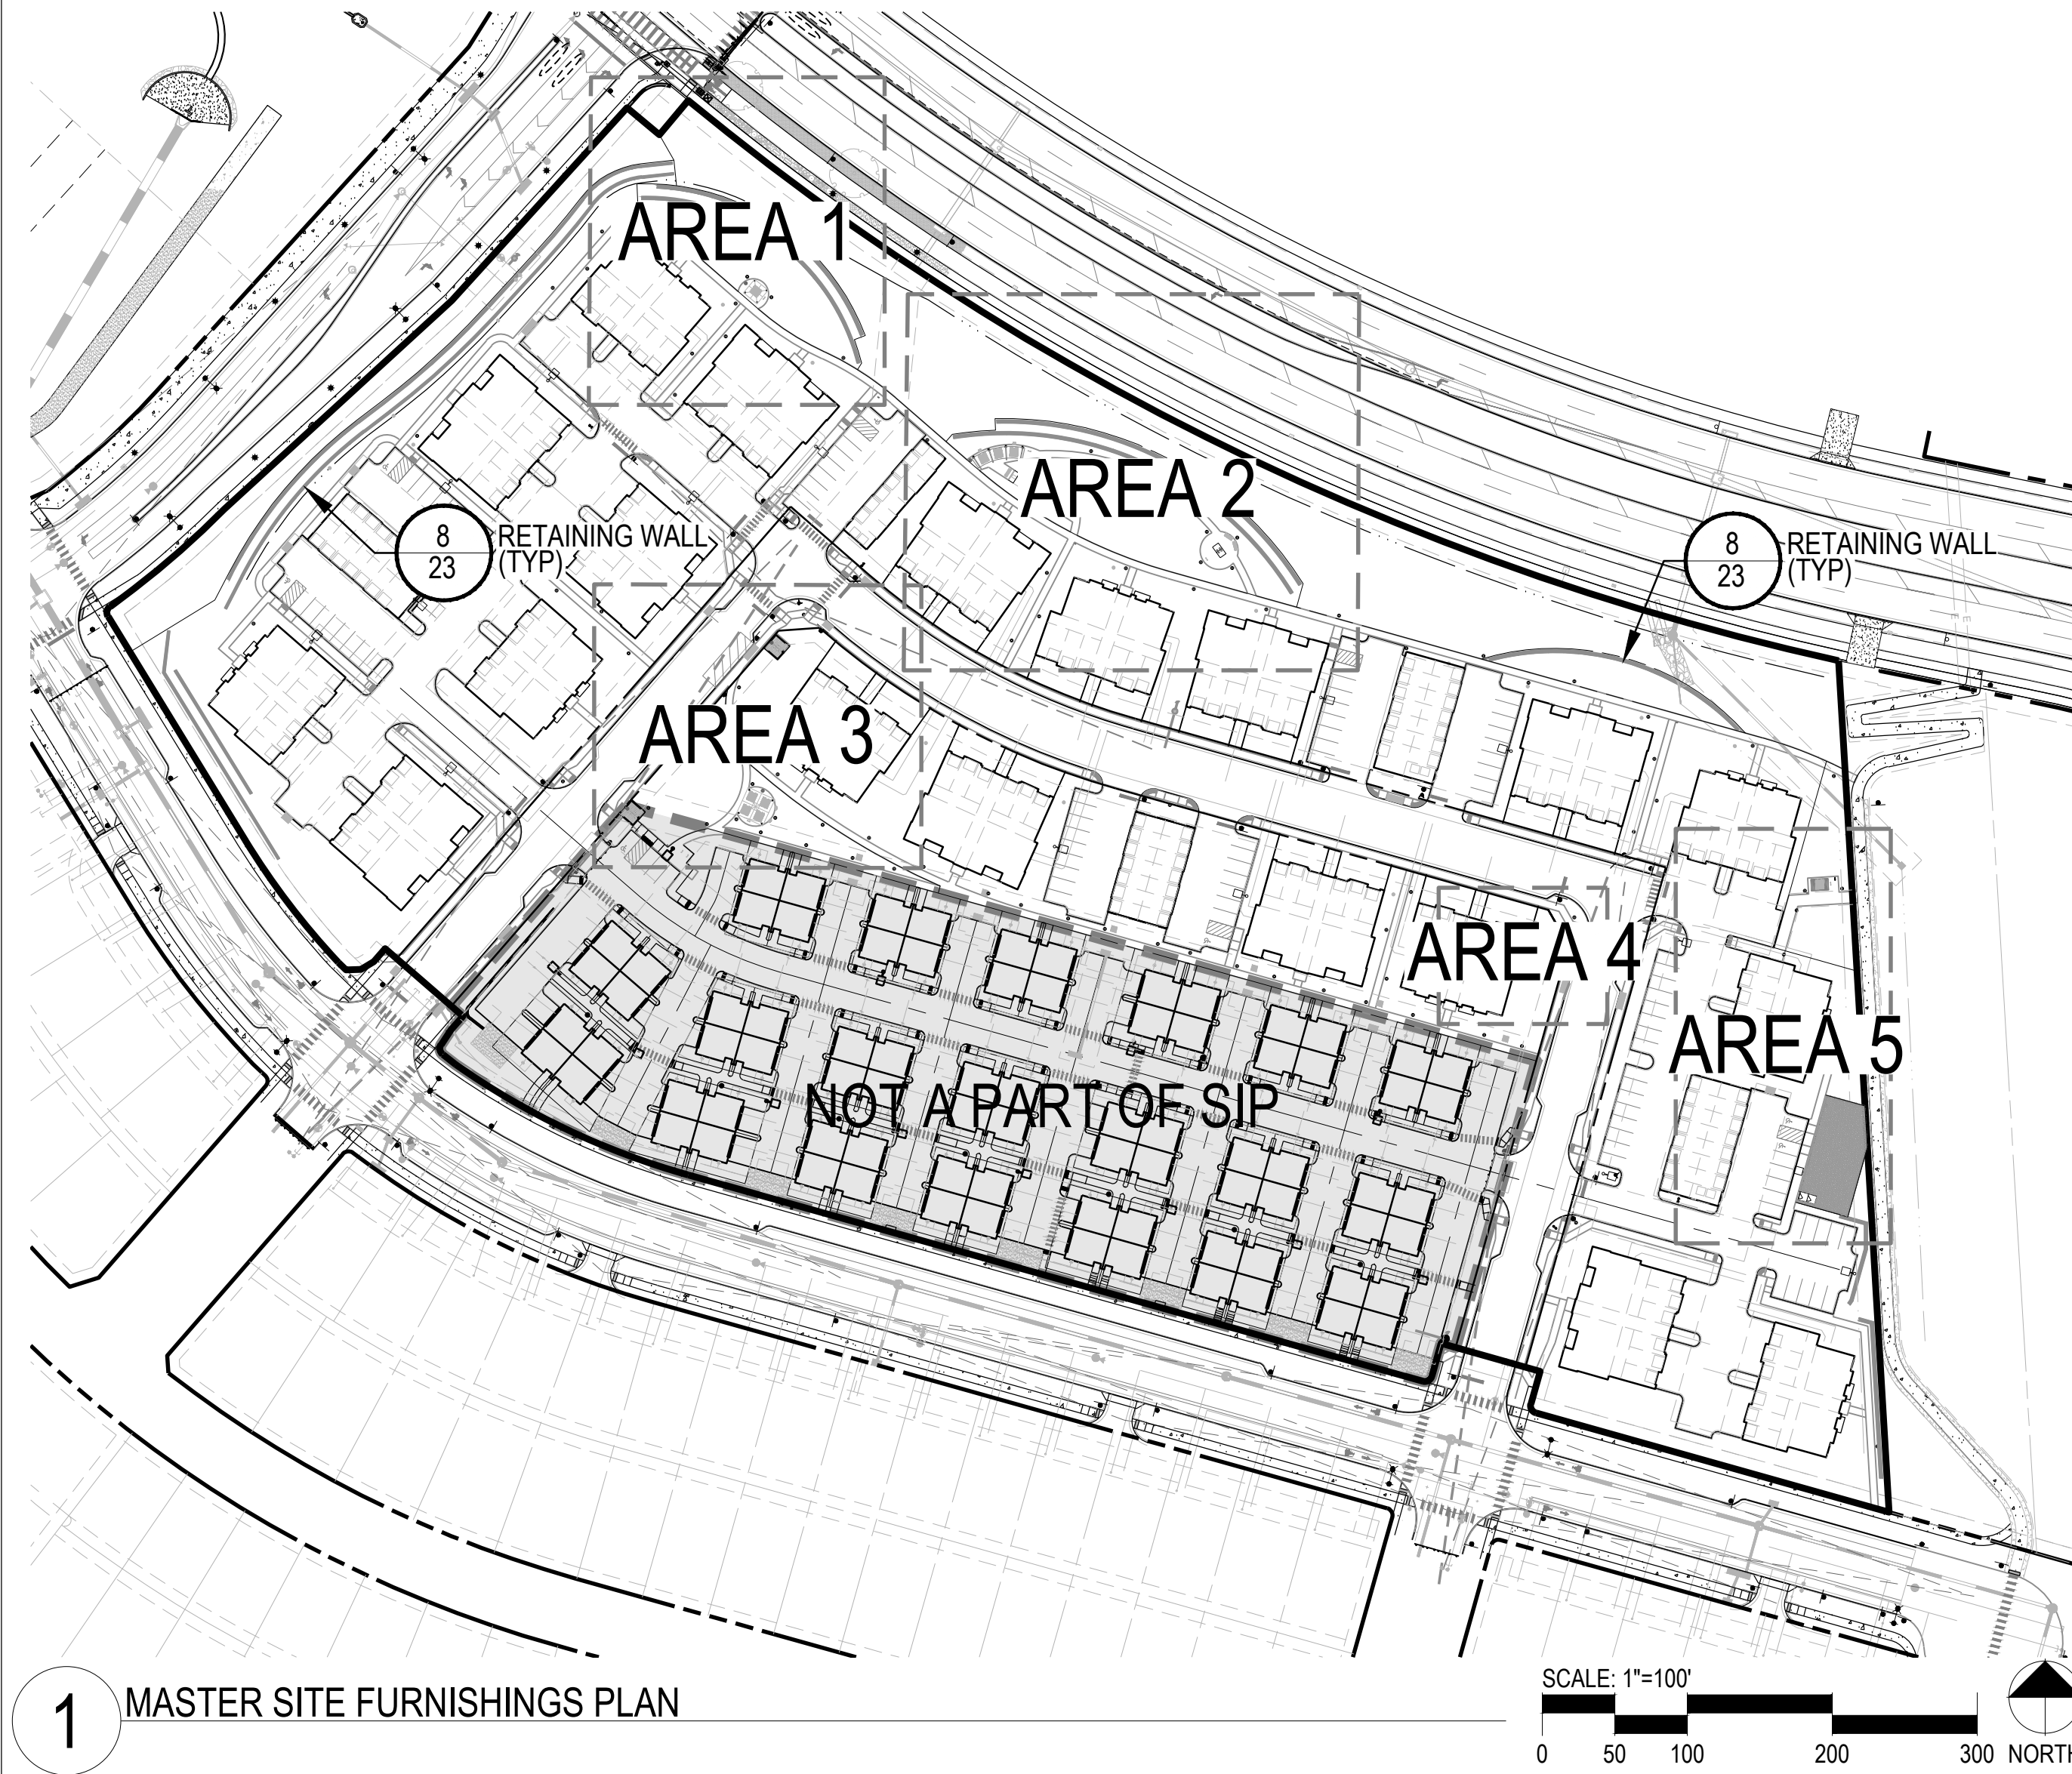 AREA 1
AREA 2
8
23
RETAINING WALL
(TYP)
8
23
RETAINING WALL
(TYP)
AREA 3
AREA 4
AREA 5
NOT A PART OF SIP
1
MASTER SITE FURNISHINGS PLAN
SCALE: 1"=100'
0 50 100 200 300
NORTH